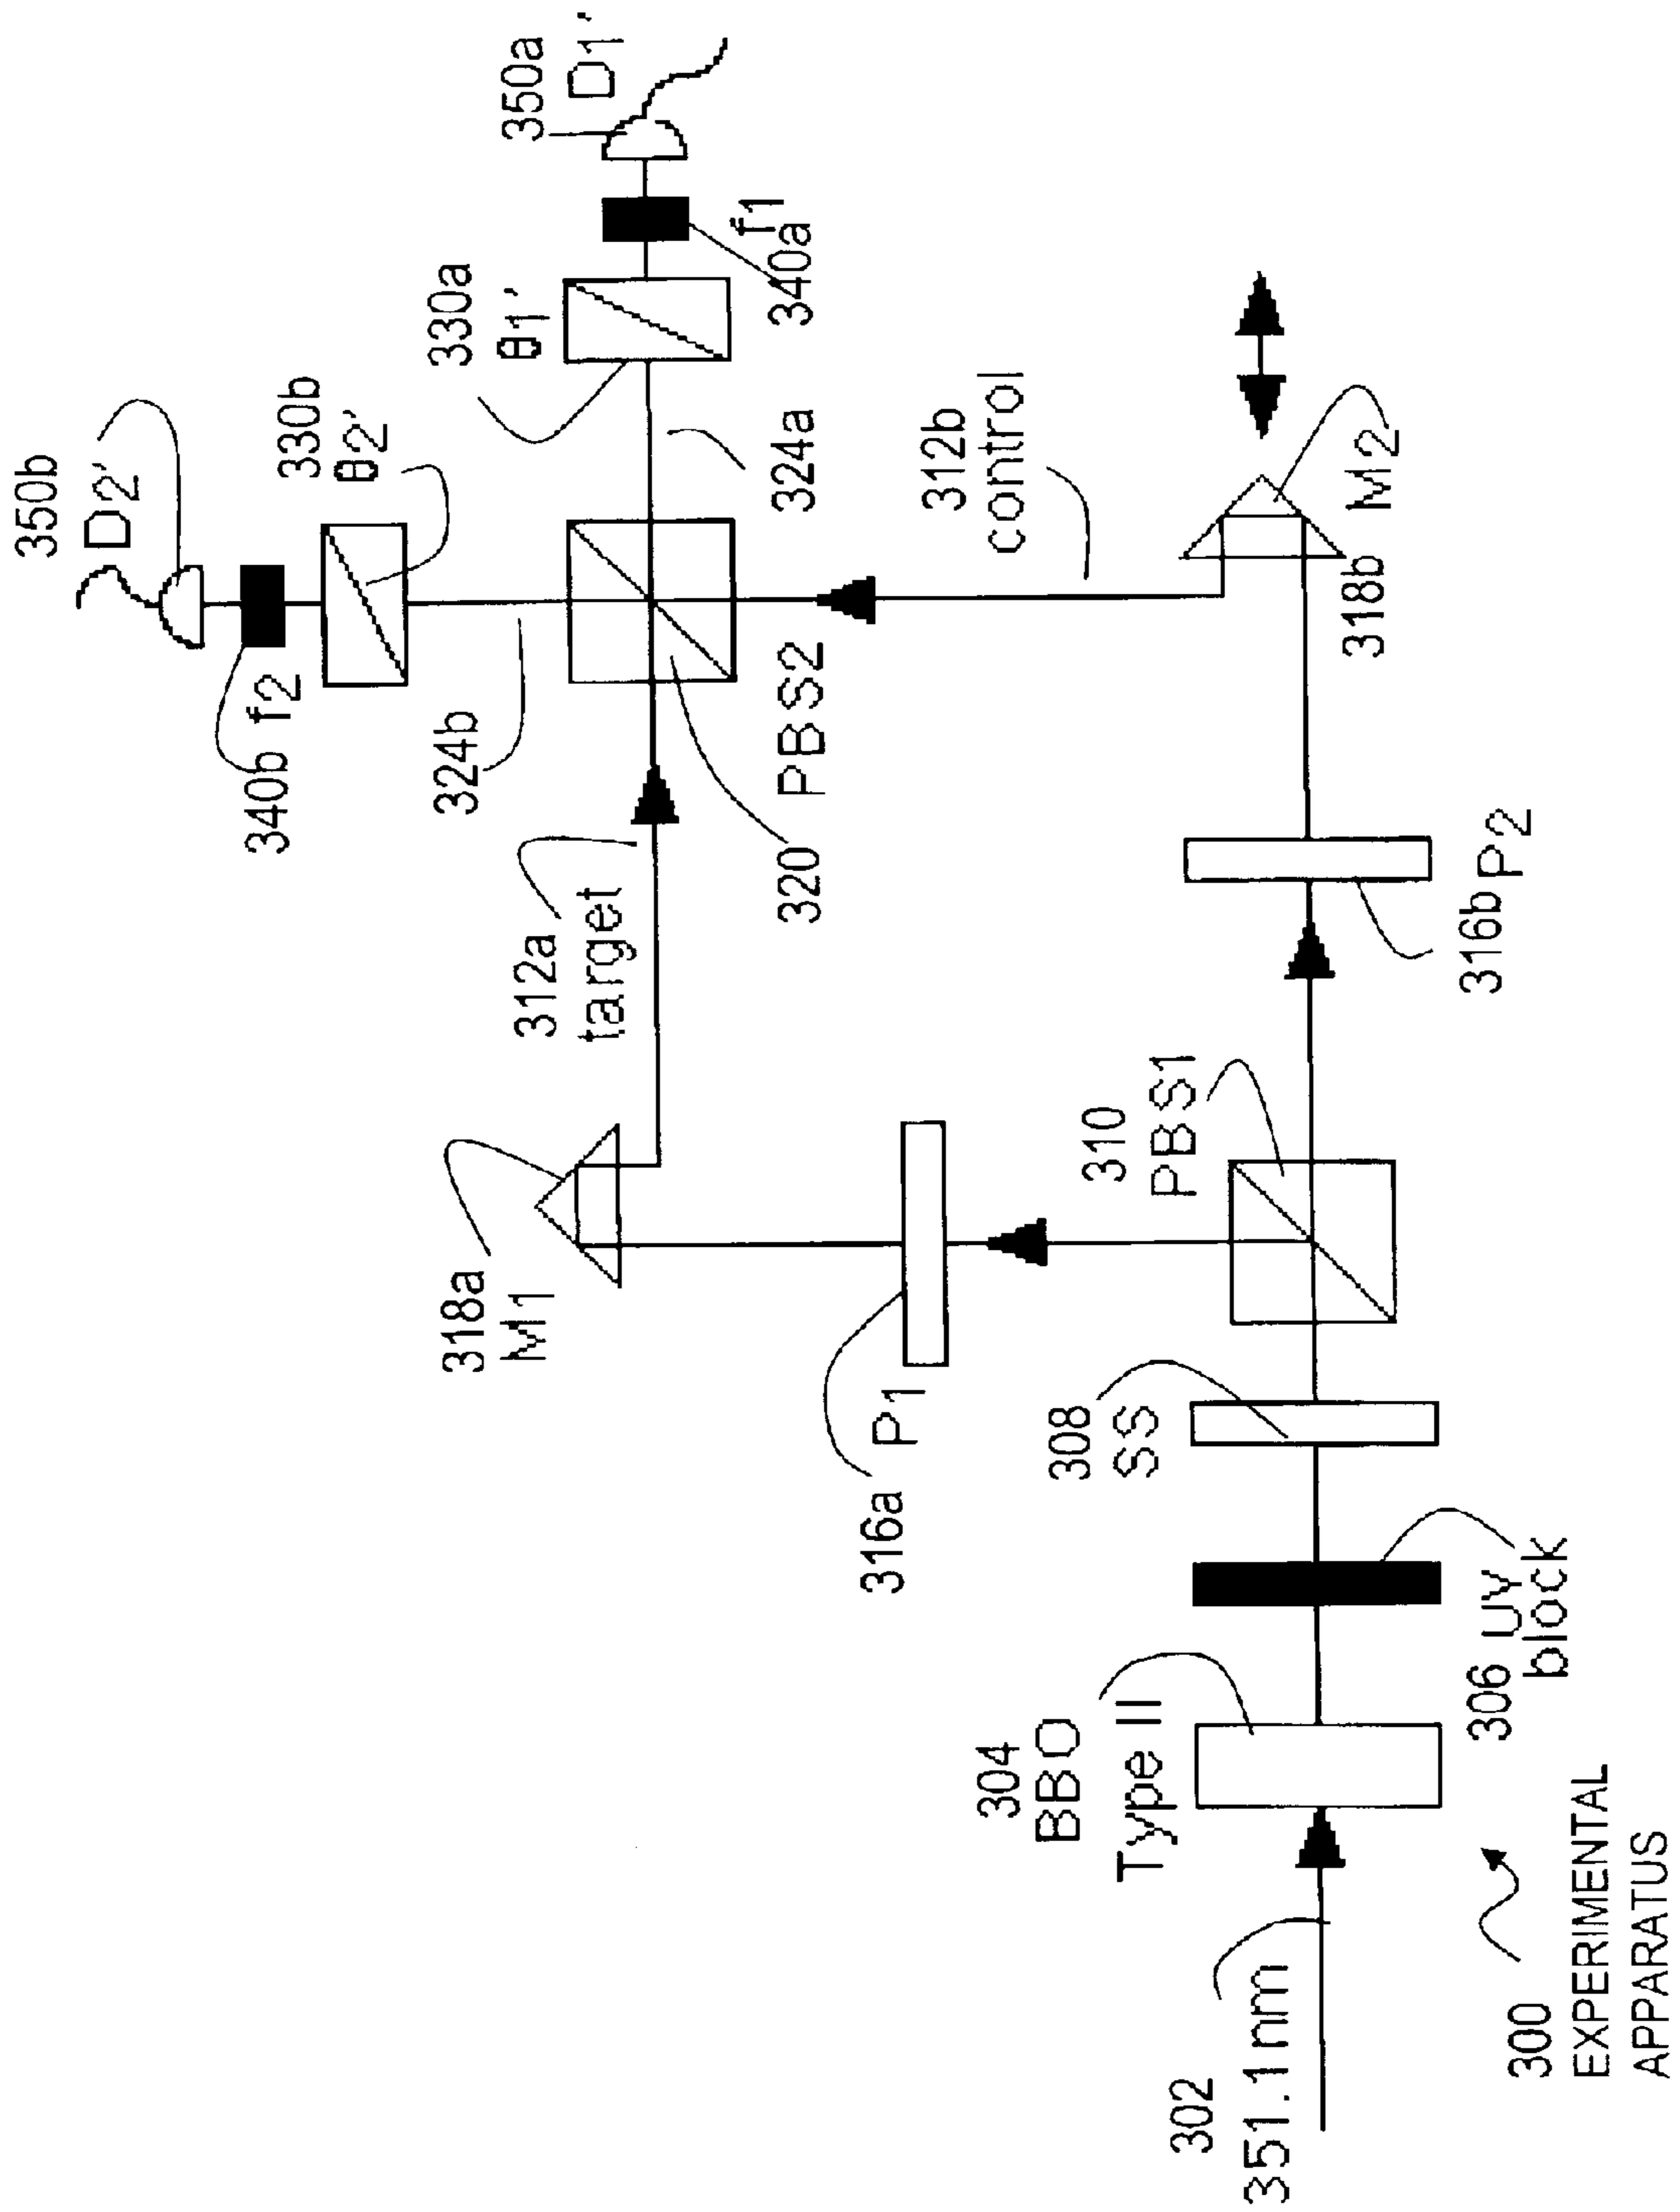 350b
D2'
340b f2
330b
θ2'
324b
350a
D1'
f1
340a
330a
θ1'
324a
320
PBS2
312a
target
312b
control
318a
M1
318b
M2
316a P1
316b P2
310
PBS1
308
SS
306 UV
block
304
BBO
Type II
302
351.1nm
300
EXPERIMENTAL
APPARATUS